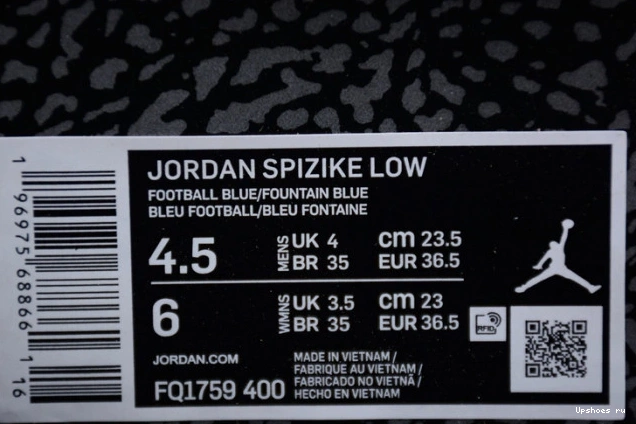 JORDAN SPIZIKE LOW
FOOTBALL BLUE/FOUNTAIN BLUE
BLEU FOOTBALL/BLEU FONTAINE
4.5 MENS UK 4 cm 23.5
BR 35 EUR 36.5
6 WMNS UK 3.5 cm 23
BR 35 EUR 36.5
RFID
JORDAN.COM
FQ1759 400
MADE IN VIETNAM /
FABRIQUE AU VIETNAM /
FABRICADO NO VIETNÃ /
HECHO EN VIETNAM
1 96975 68866 1 16
Upshoes ru